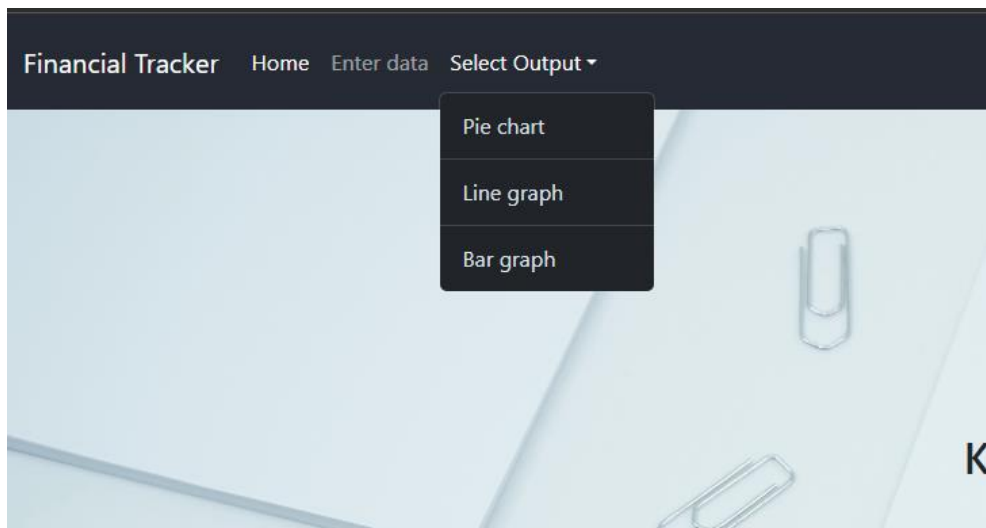 Financial Tracker Home Enter data Select Output
Pie chart
Line graph
Bar graph
K